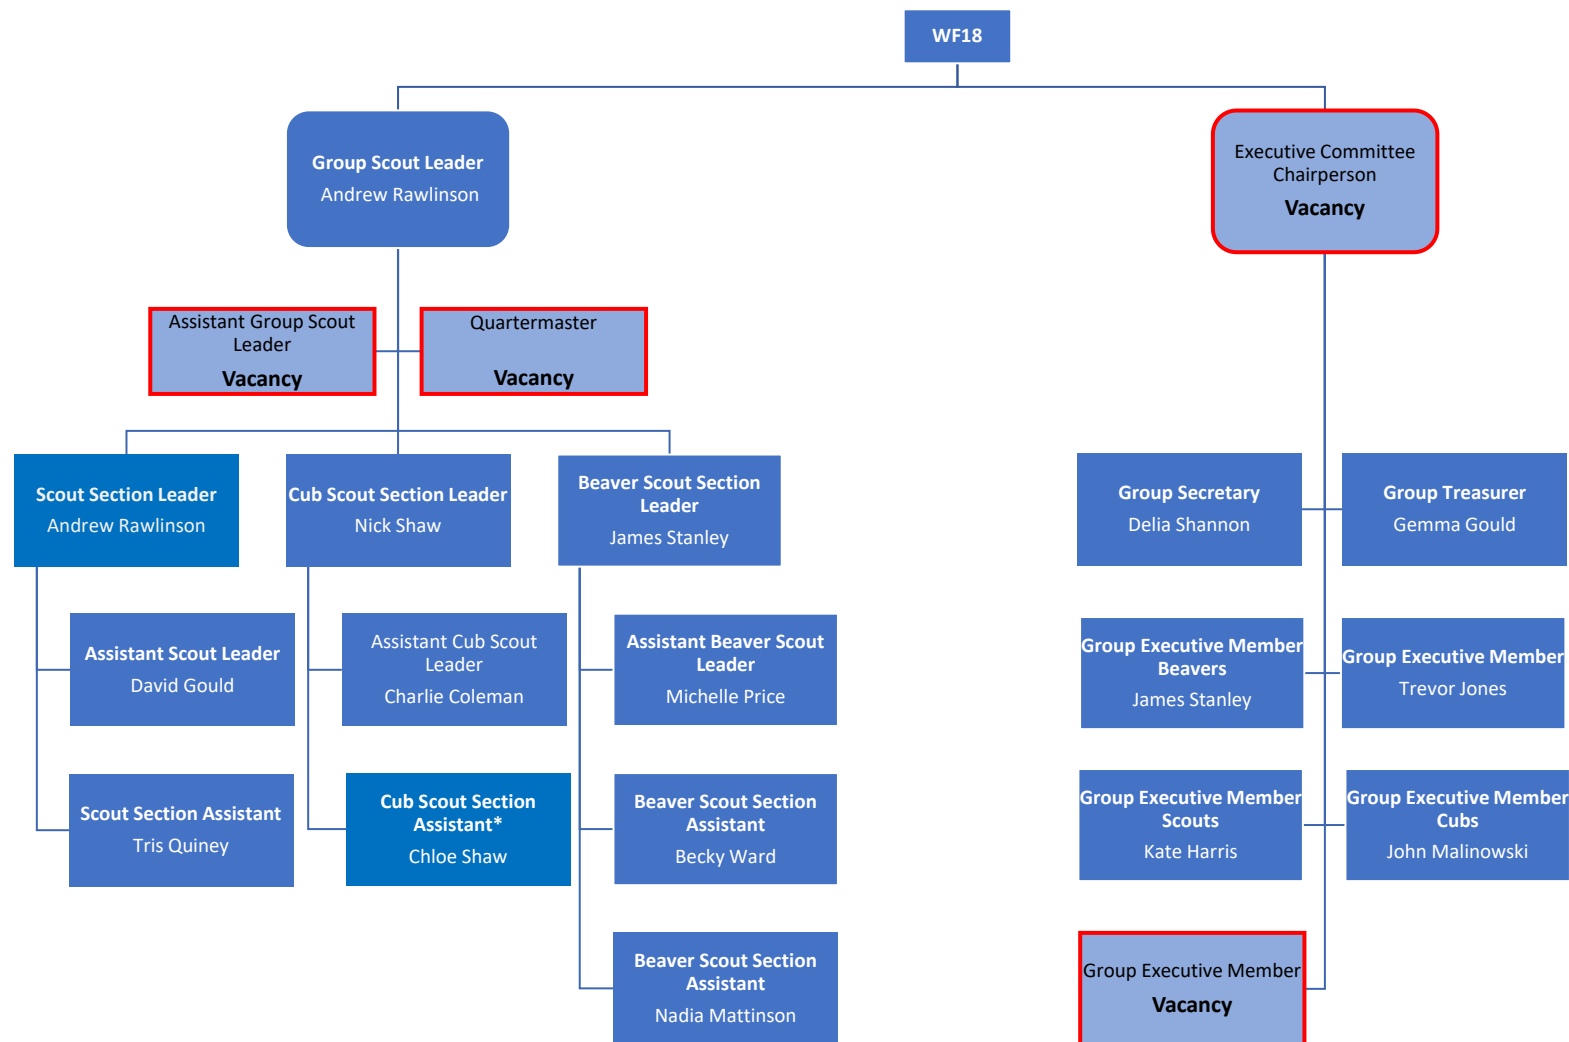 WF18
Group Scout Leader
Andrew Rawlinson
Executive Committee
Chairperson
Vacancy
Assistant Group Scout
Leader
Vacancy
Quartermaster
Vacancy
Scout Section Leader
Andrew Rawlinson
Cub Scout Section Leader
Nick Shaw
Beaver Scout Section
Leader
James Stanley
Group Secretary
Delia Shannon
Group Treasurer
Gemma Gould
Assistant Scout Leader
David Gould
Assistant Cub Scout
Leader
Charlie Coleman
Assistant Beaver Scout
Leader
Michelle Price
Group Executive Member
Beavers
James Stanley
Group Executive Member
Trevor Jones
Scout Section Assistant
Tris Quiney
Cub Scout Section
Assistant*
Chloe Shaw
Beaver Scout Section
Assistant
Becky Ward
Group Executive Member
Scouts
Kate Harris
Group Executive Member
Cubs
John Malinowski
Beaver Scout Section
Assistant
Nadia Mattinson
Group Executive Member
Vacancy